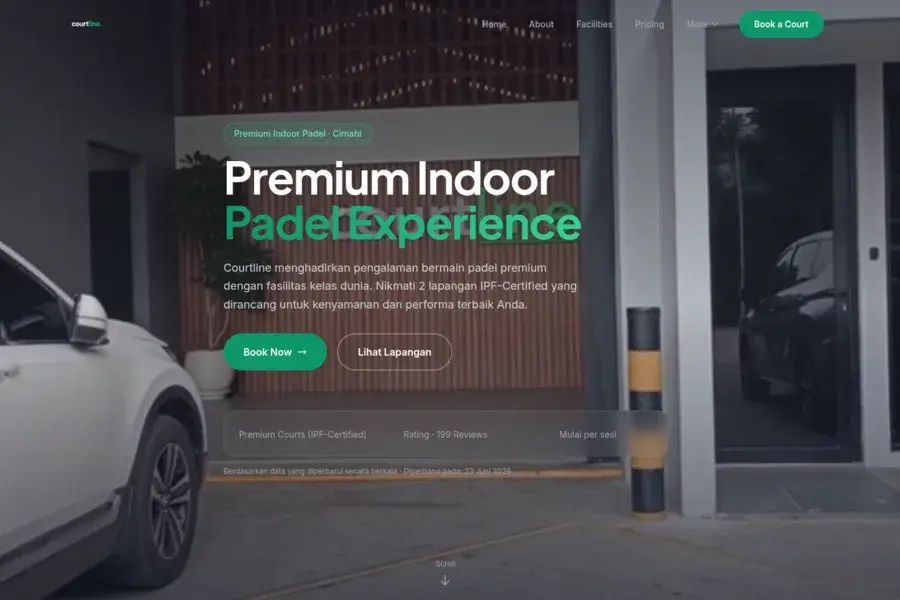 courtline.
Home
About
Facilities
Pricing
More
Book a Court
Premium Indoor Padel · Cimahi
Premium Indoor
Padel Experience
courtline
Courtline menghadirkan pengalaman bermain padel premium
dengan fasilitas kelas dunia. Nikmati 2 lapangan IPF-Certified yang
dirancang untuk kenyamanan dan performa terbaik Anda.
Book Now →
Lihat Lapangan
Premium Courts (IPF-Certified)
Rating · 199 Reviews
Mulai per sesi
Berdasarkan data yang diperbarui secara berkala · Diperbarui pada: 23 Juni 2026
Scroll